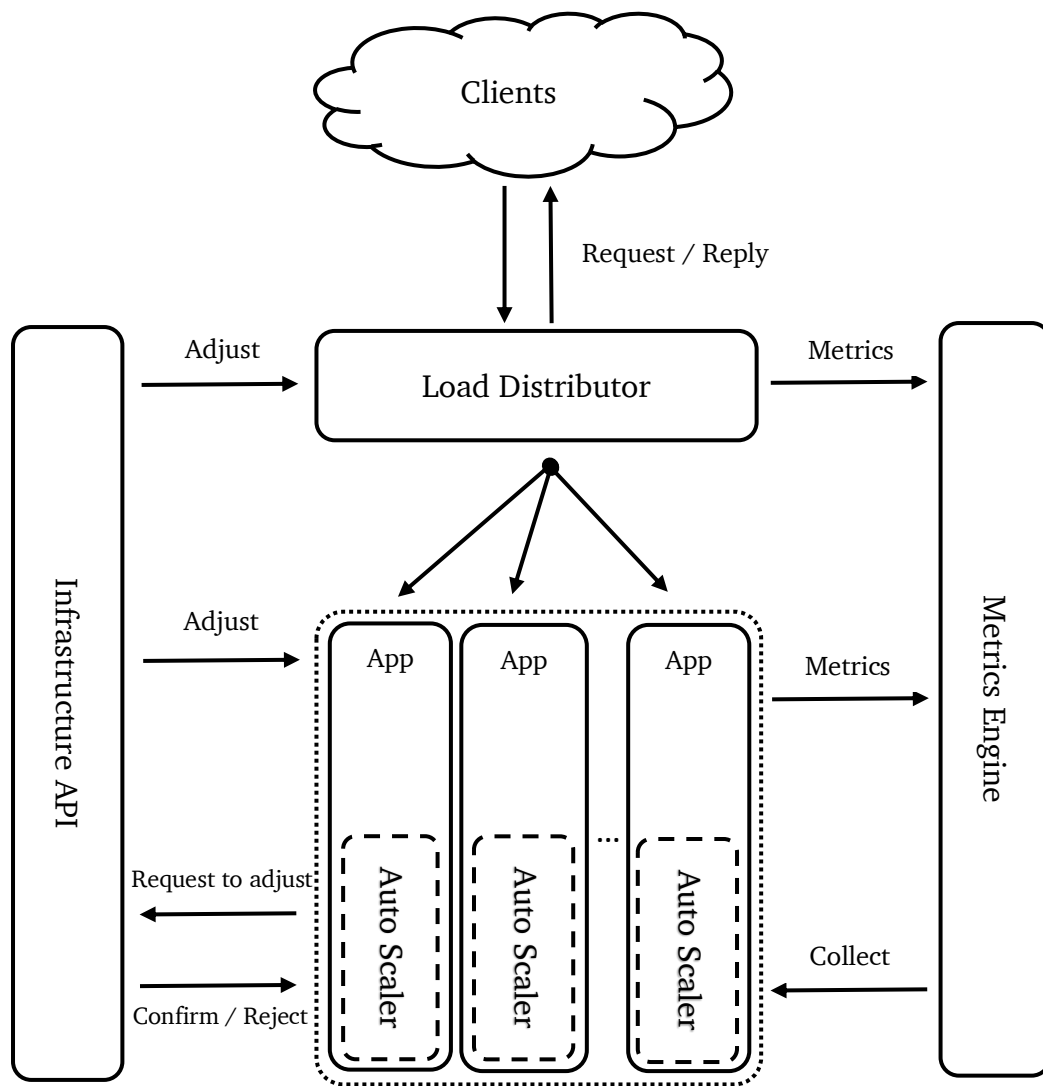 Clients
Request / Reply
Adjust
Load Distributor
Metrics
Infrastructure API
Metrics Engine
Adjust
App
App
App
Metrics
...
Auto Scaler
Auto Scaler
Auto Scaler
Request to adjust
Collect
Confirm / Reject